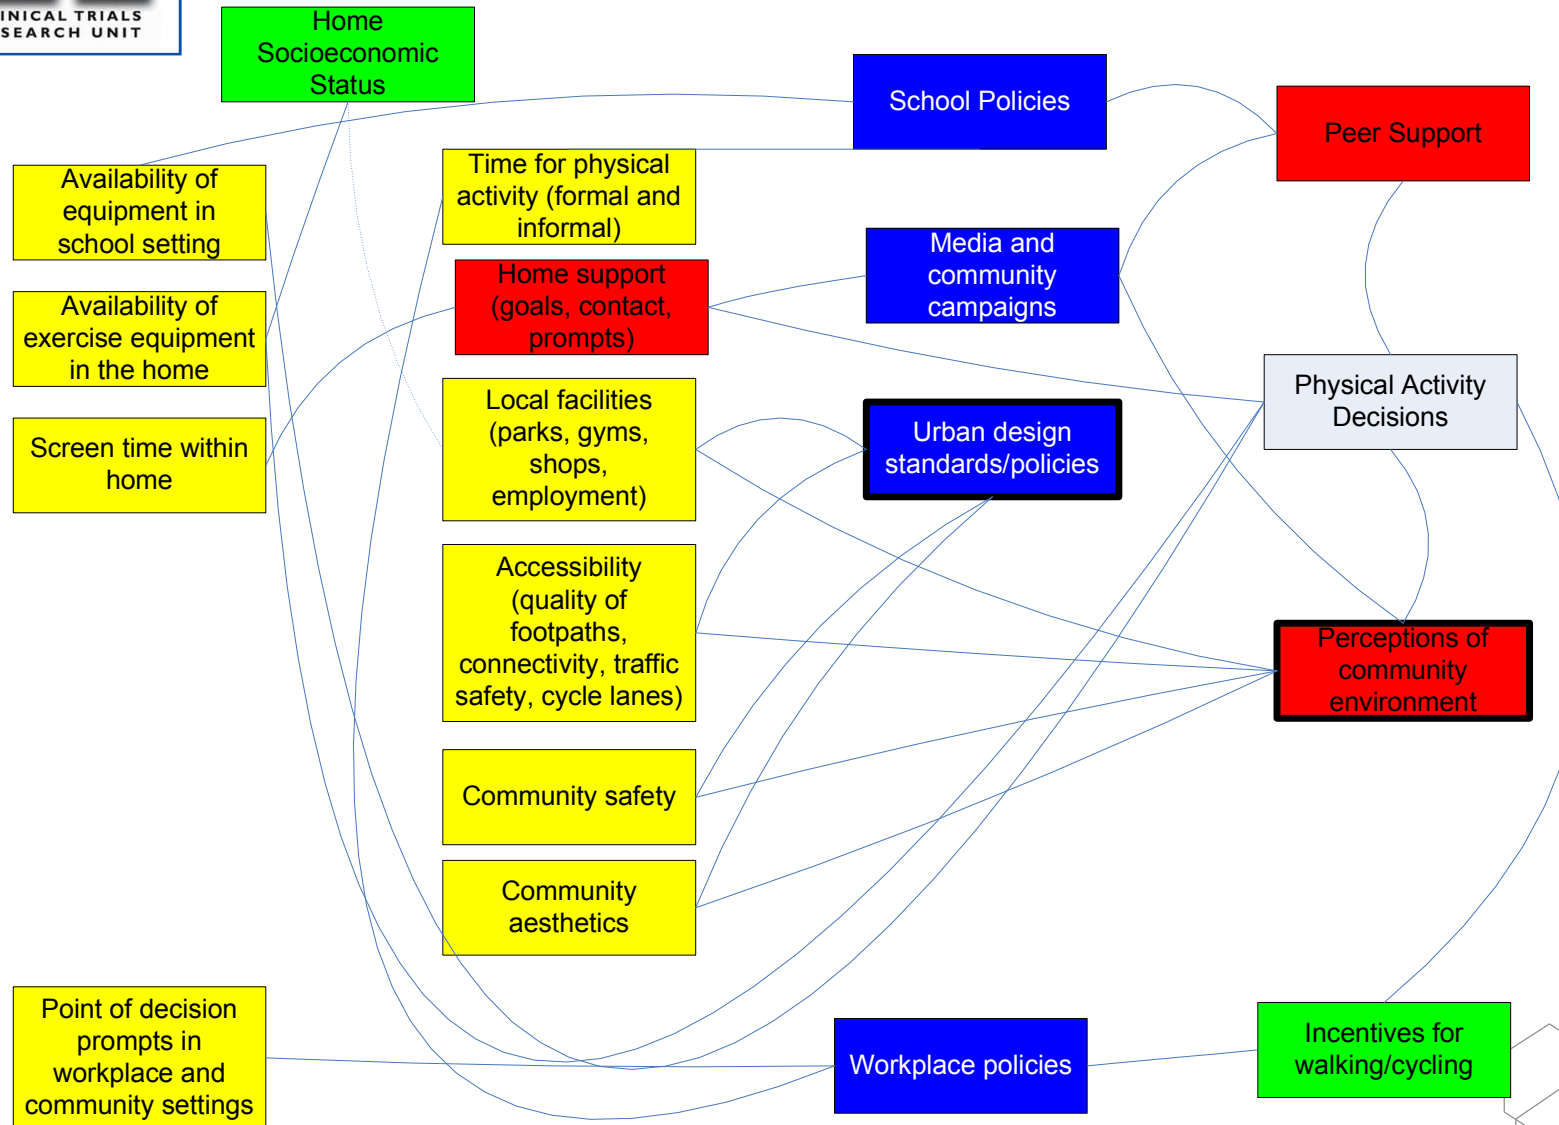 INICAL TRIALS
SEARCH UNIT
Home
Socioeconomic
Status
School Policies
Peer Support
Availability of
equipment in
school setting
Time for physical
activity (formal and
informal)
Media and
community
campaigns
Home support
(goals, contact,
prompts)
Availability of
exercise equipment
in the home
Physical Activity
Decisions
Screen time within
home
Local facilities
(parks, gyms,
shops,
employment)
Urban design
standards/policies
Accessibility
(quality of
footpaths,
connectivity, traffic
safety, cycle lanes)
Perceptions of
community
environment
Community safety
Community
aesthetics
Point of decision
prompts in
workplace and
community settings
Workplace policies
Incentives for
walking/cycling